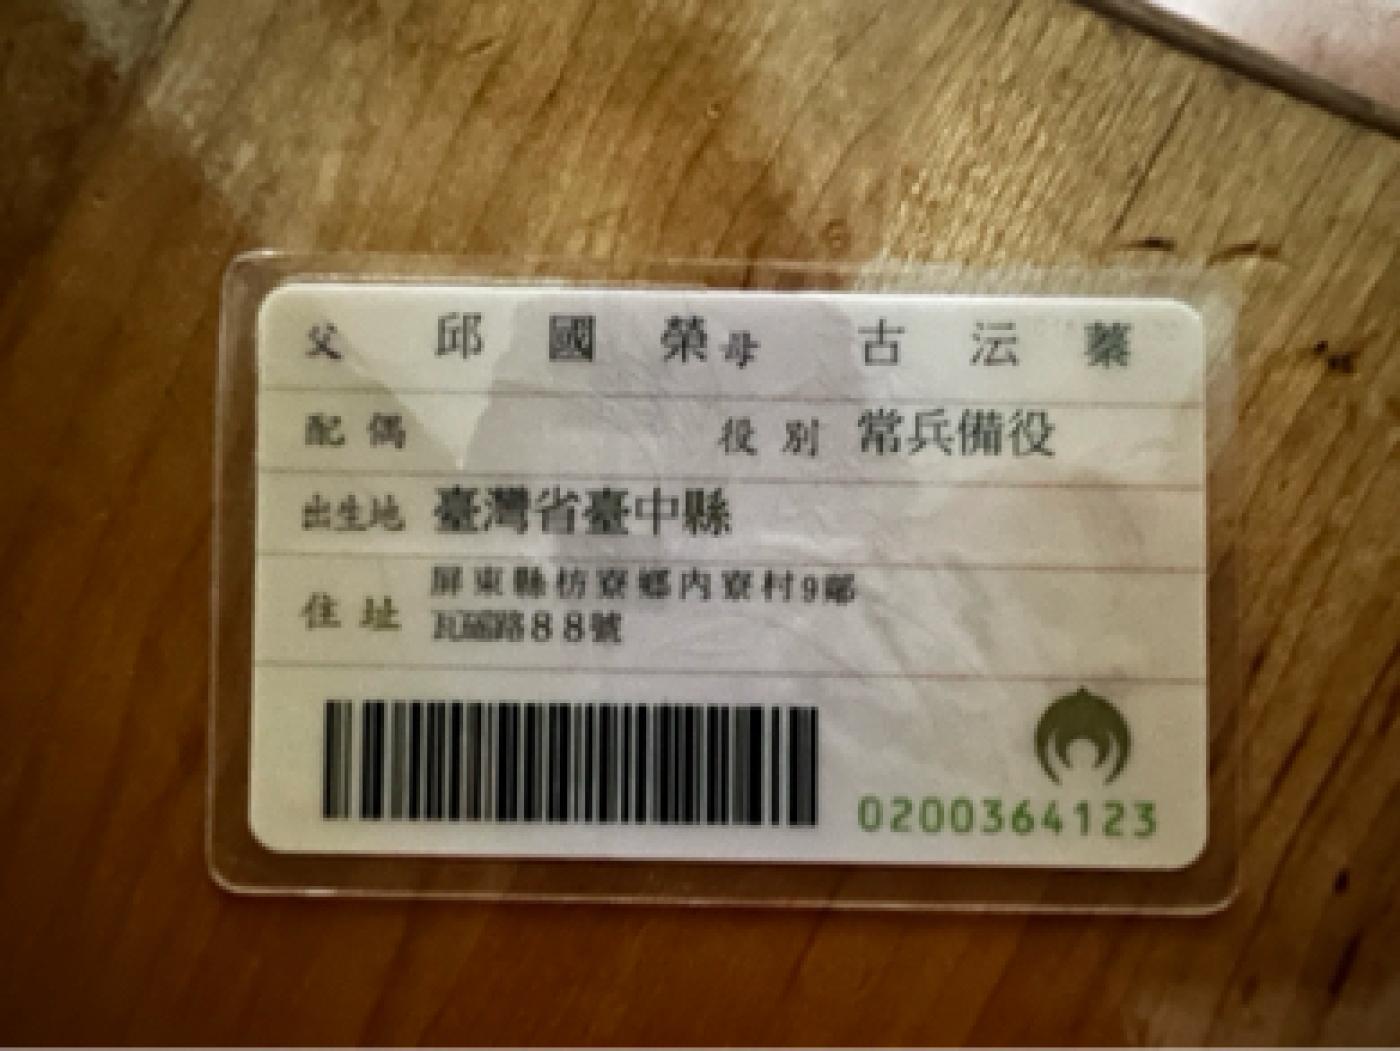 父 邱國榮 母 古沄蓁
配偶 役別 常兵備役
出生地 臺灣省臺中縣
住址 屏東縣枋寮鄉內寮村9鄰
路88號
0200364123